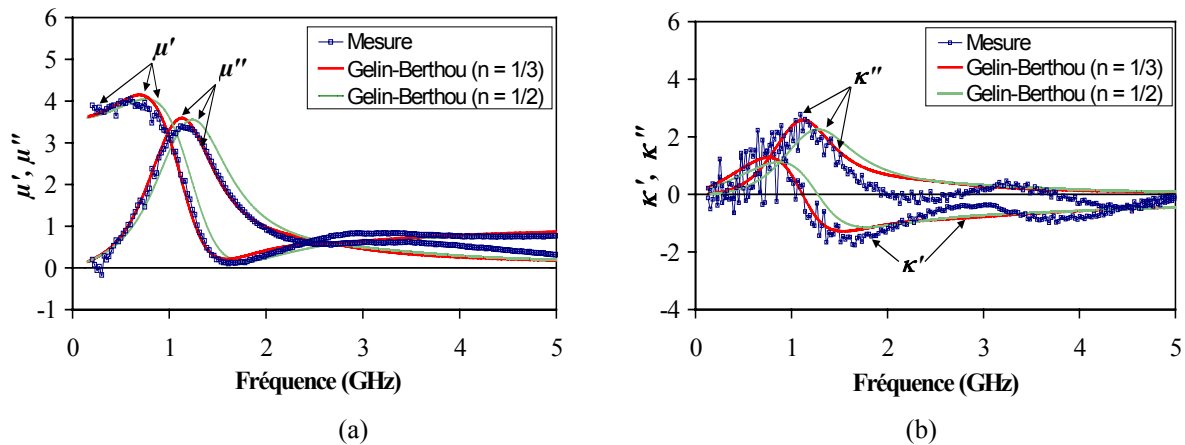 6
5
4
3
2
1
0
-1
μ', μ''
μ'
μ''
Mesure
Gelin-Berthou (n = 1/3)
Gelin-Berthou (n = 1/2)
0 1 2 3 4 5
Fréquence (GHz)
(a)
6
4
2
0
-2
-4
κ', κ''
κ''
κ'
Mesure
Gelin-Berthou (n = 1/3)
Gelin-Berthou (n = 1/2)
0 1 2 3 4 5
Fréquence (GHz)
(b)